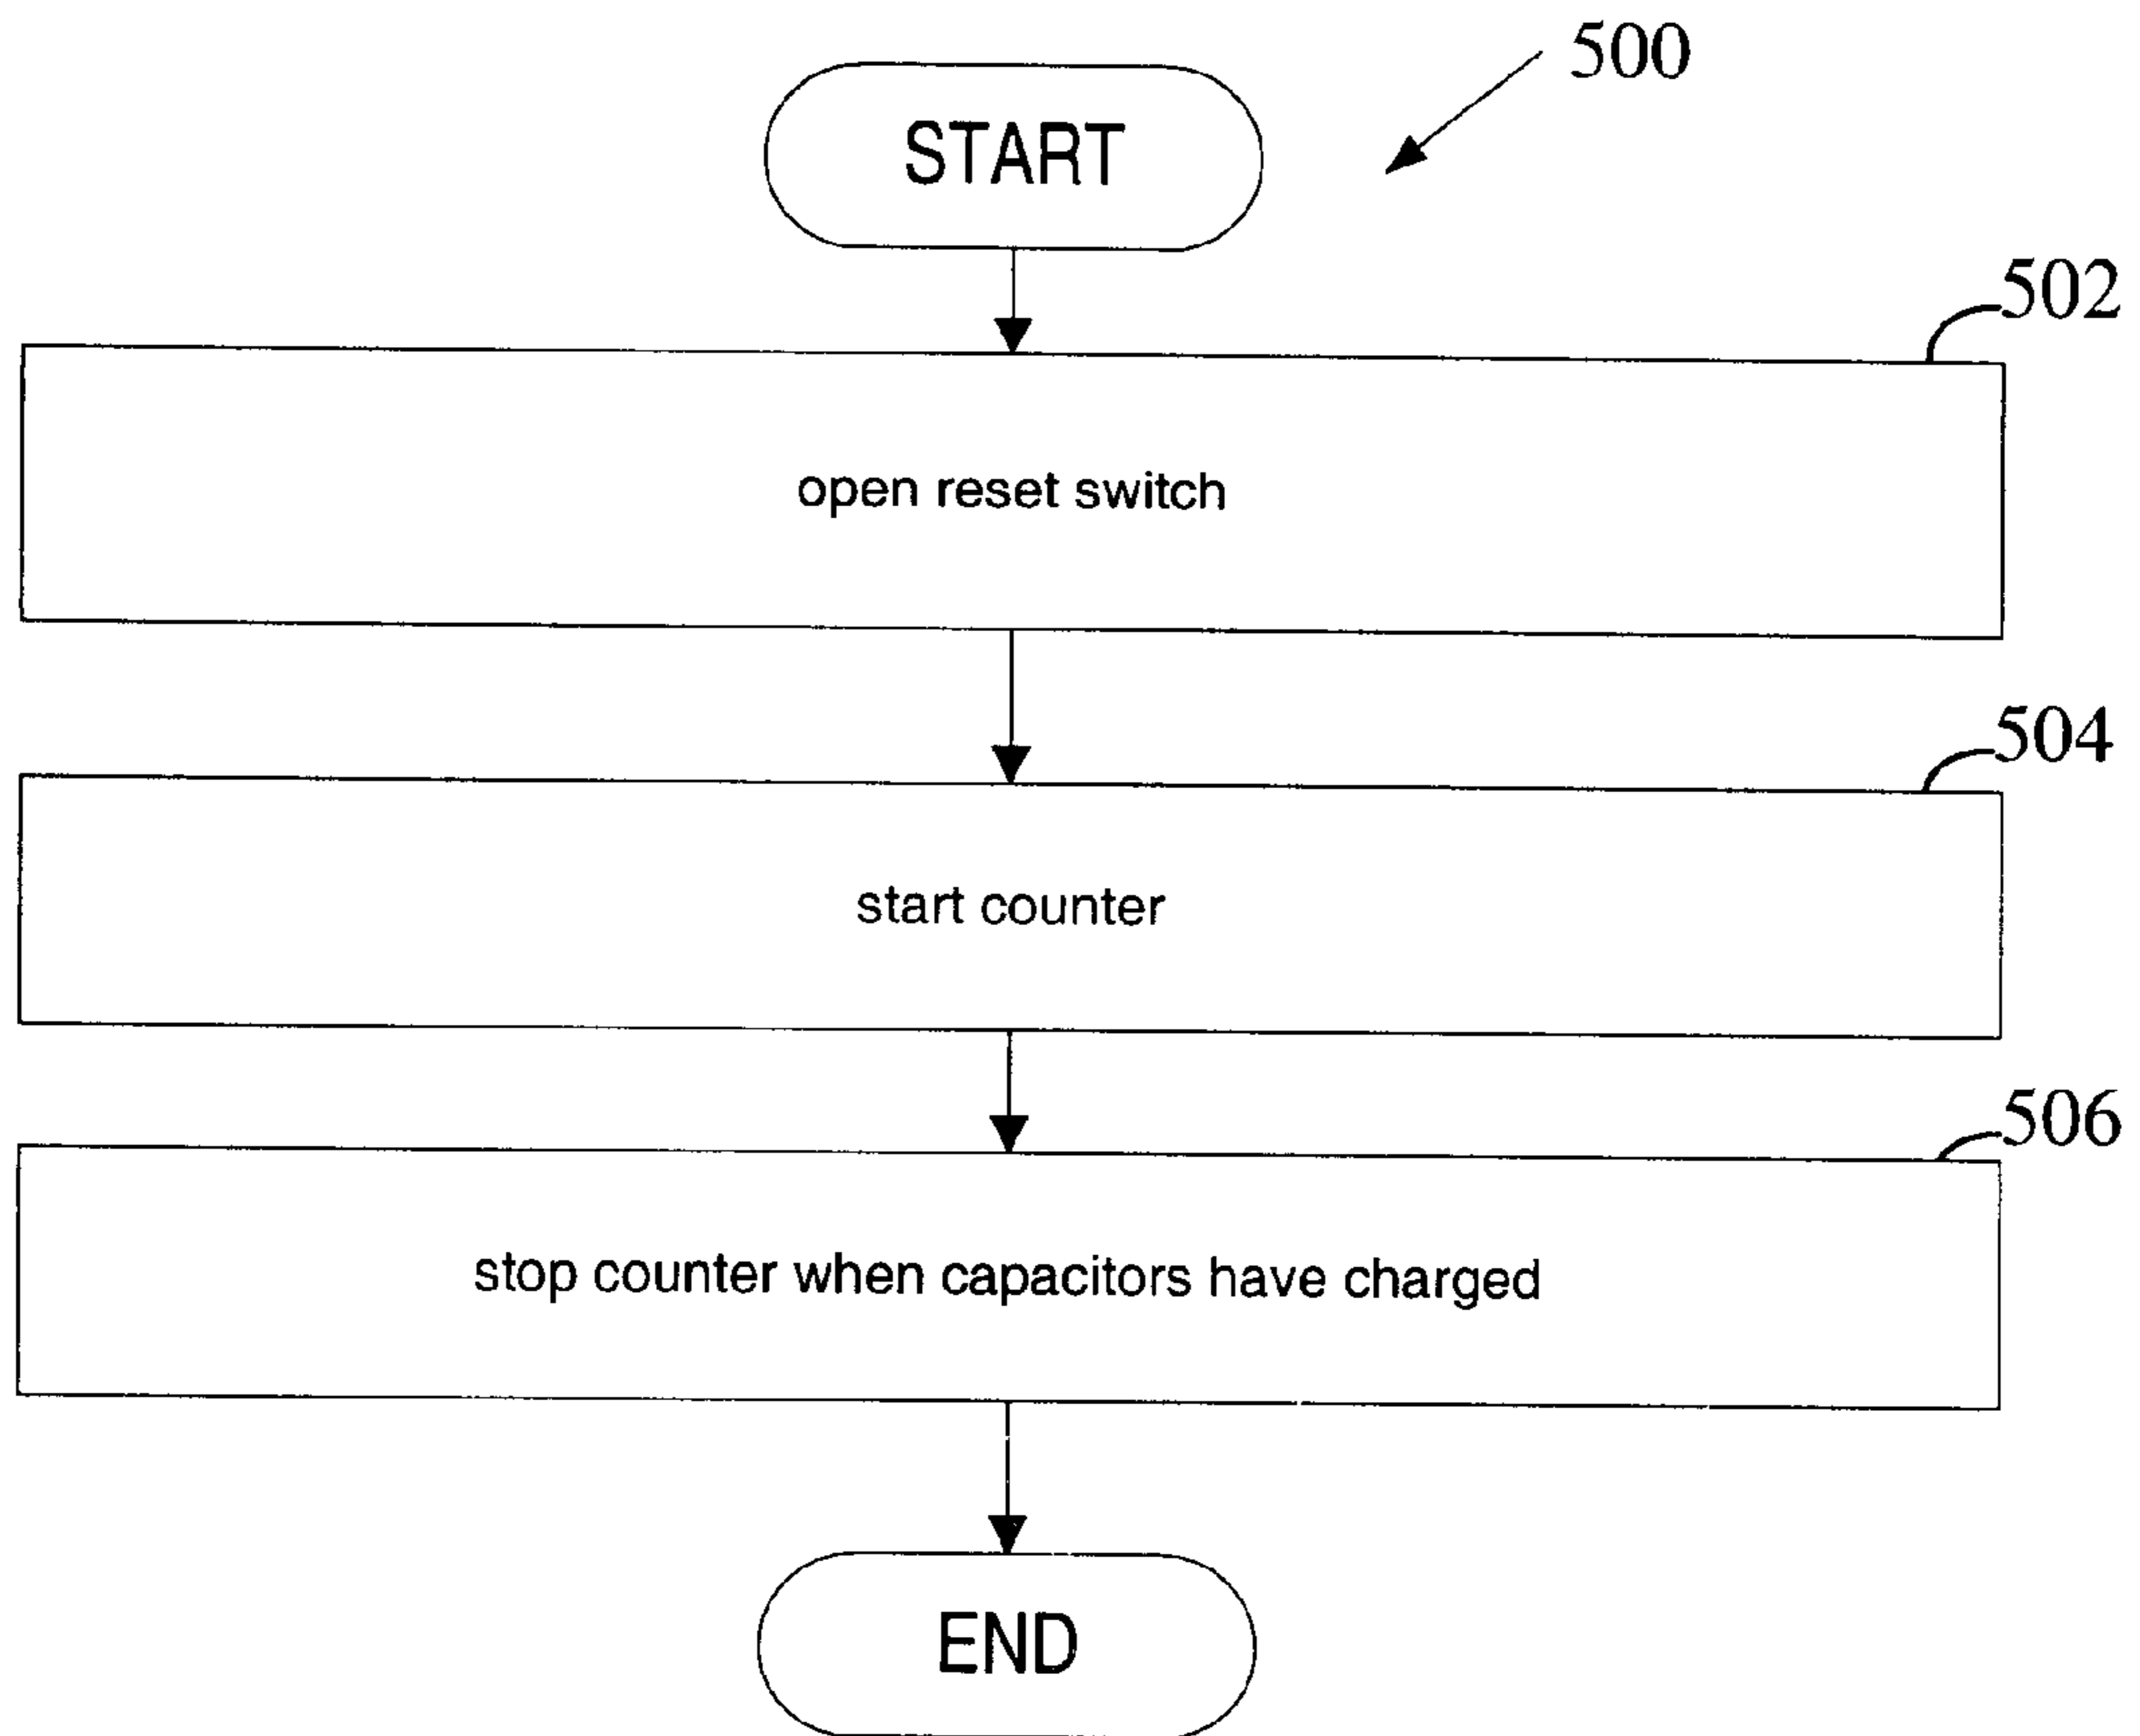 500
START
502
open reset switch
504
start counter
506
stop counter when capacitors have charged
END